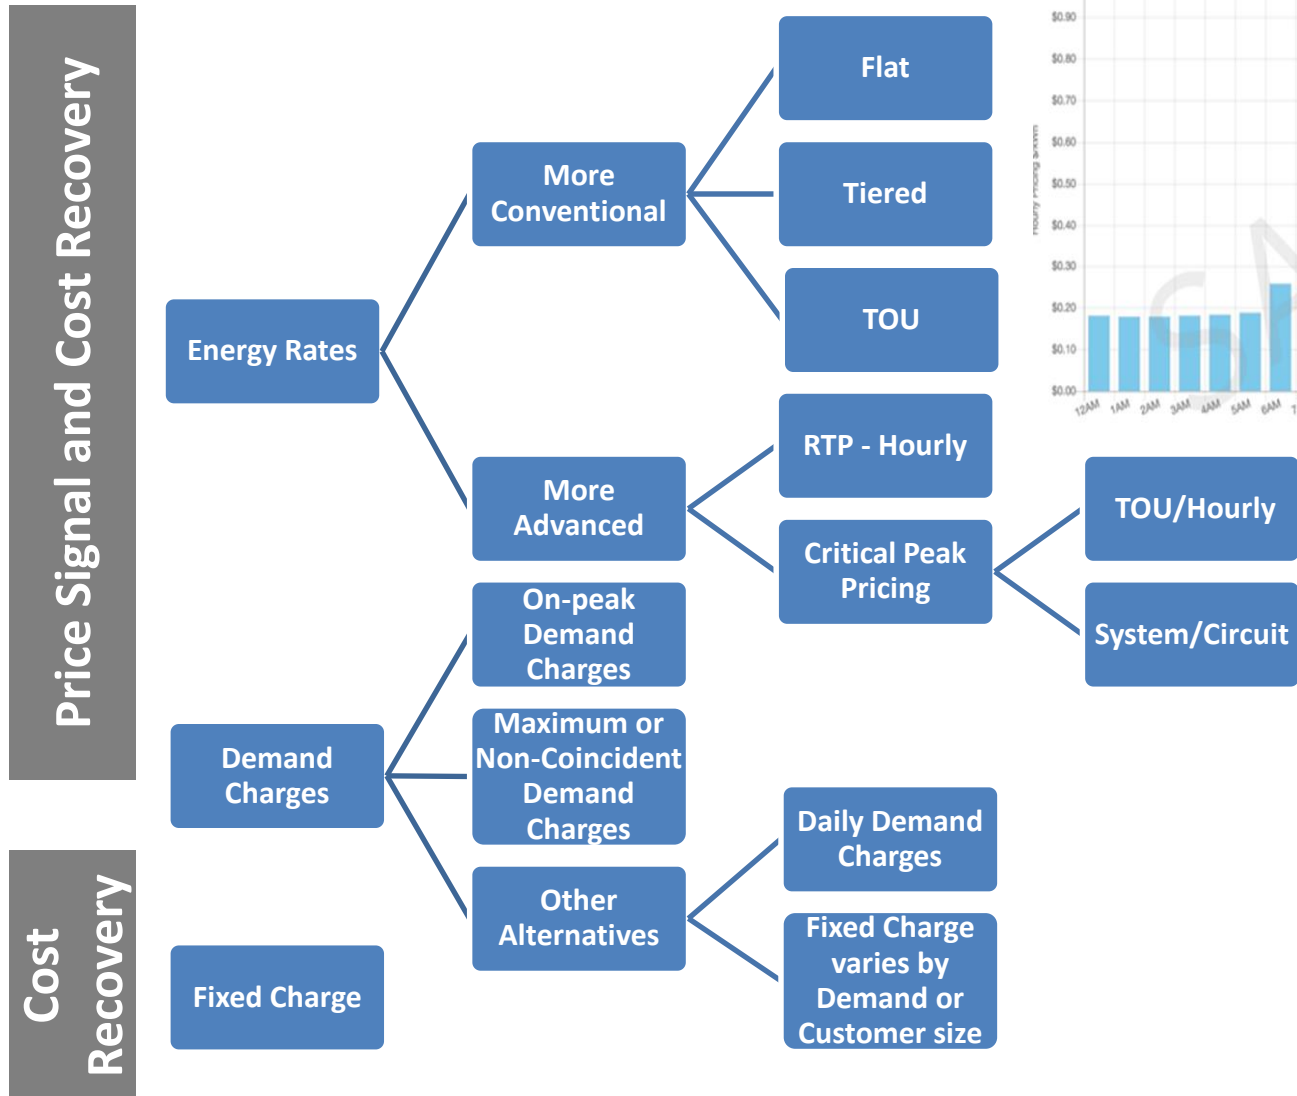 Price Signal and Cost Recovery
Cost
Recovery
Energy Rates
More
Conventional
Flat
Tiered
TOU
More
Advanced
RTP - Hourly
Critical Peak
Pricing
TOU/Hourly
System/Circuit
Demand
Charges
On-peak
Demand
Charges
Maximum or
Non-Coincident
Demand
Charges
Other
Alternatives
Daily Demand
Charges
Fixed Charge
varies by
Demand or
Customer size
Fixed Charge
$0.90
$0.80
$0.70
$0.60
$0.50
$0.40
$0.30
$0.20
$0.10
$0.00
Hourly Pricing
12AM
1AM
2AM
3AM
4AM
5AM
6AM